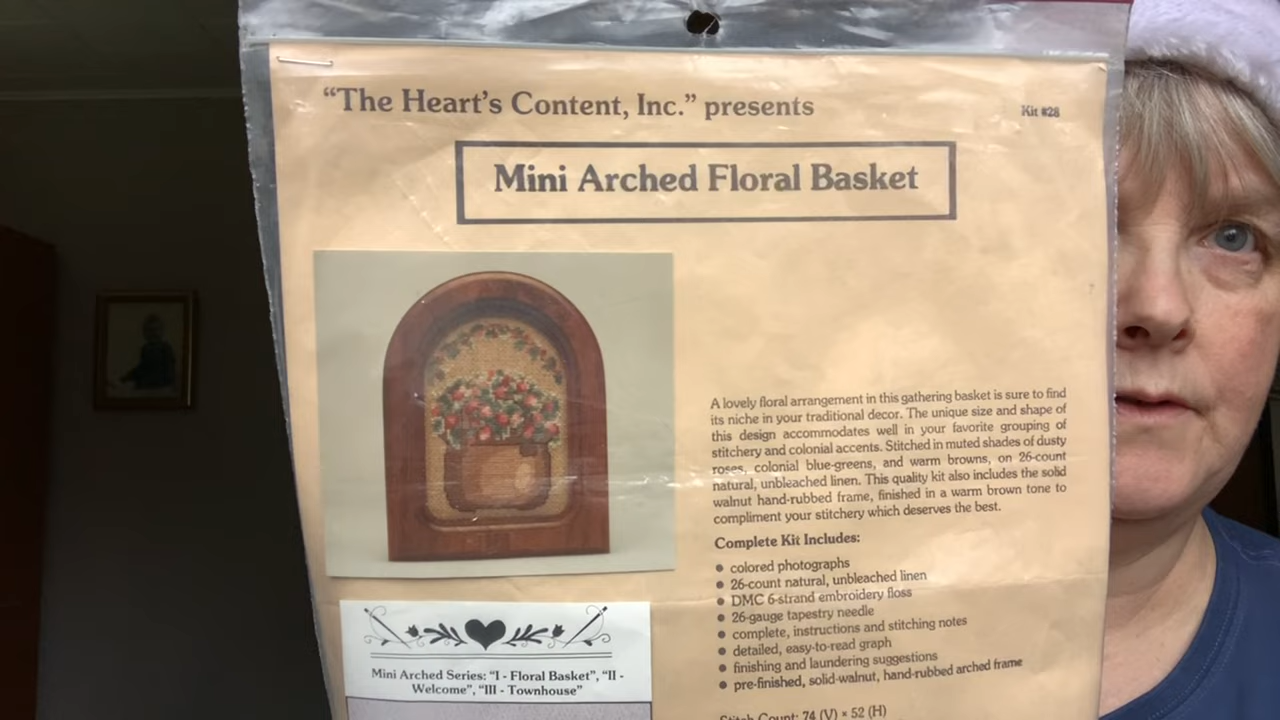 “The Heart’s Content, Inc.” presents
Kit #28
Mini Arched Floral Basket
A lovely floral arrangement in this gathering basket is sure to find
its niche in your traditional decor. The unique size and shape of
this design accommodates well in your favorite grouping of
stitchery and colonial accents. Stitched in muted shades of dusty
roses, colonial blue-greens, and warm browns, on 26-count
natural, unbleached linen. This quality kit also includes the solid
walnut hand-rubbed frame, finished in a warm brown tone to
compliment your stitchery which deserves the best.
Complete Kit Includes:
● colored photographs
● 26-count natural, unbleached linen
● DMC 6-strand embroidery floss
● 26-gauge tapestry needle
● complete, instructions and stitching notes
● detailed, easy-to-read graph
● finishing and laundering suggestions
● pre-finished, solid-walnut, hand-rubbed arched frame
Stitch Count: 74 (V) × 52 (H)
Mini Arched Series: “I - Floral Basket”, “II -
Welcome”, “III - Townhouse”